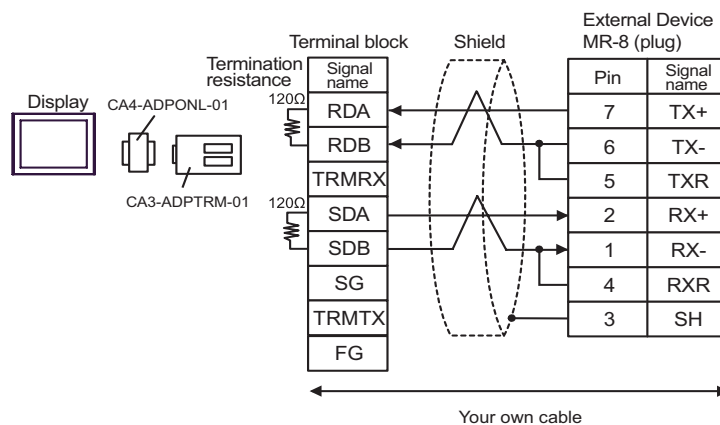 External Device
MR-8 (plug)
Terminal block
Shield
Termination
resistance
Signal
name
Pin
Signal
name
Display
CA4-ADPONL-01
CA3-ADPTRM-01
120Ω
RDA
7
TX+
RDB
6
TX-
TRMRX
5
TXR
120Ω
SDA
2
RX+
SDB
1
RX-
SG
4
RXR
TRMTX
3
SH
FG
Your own cable